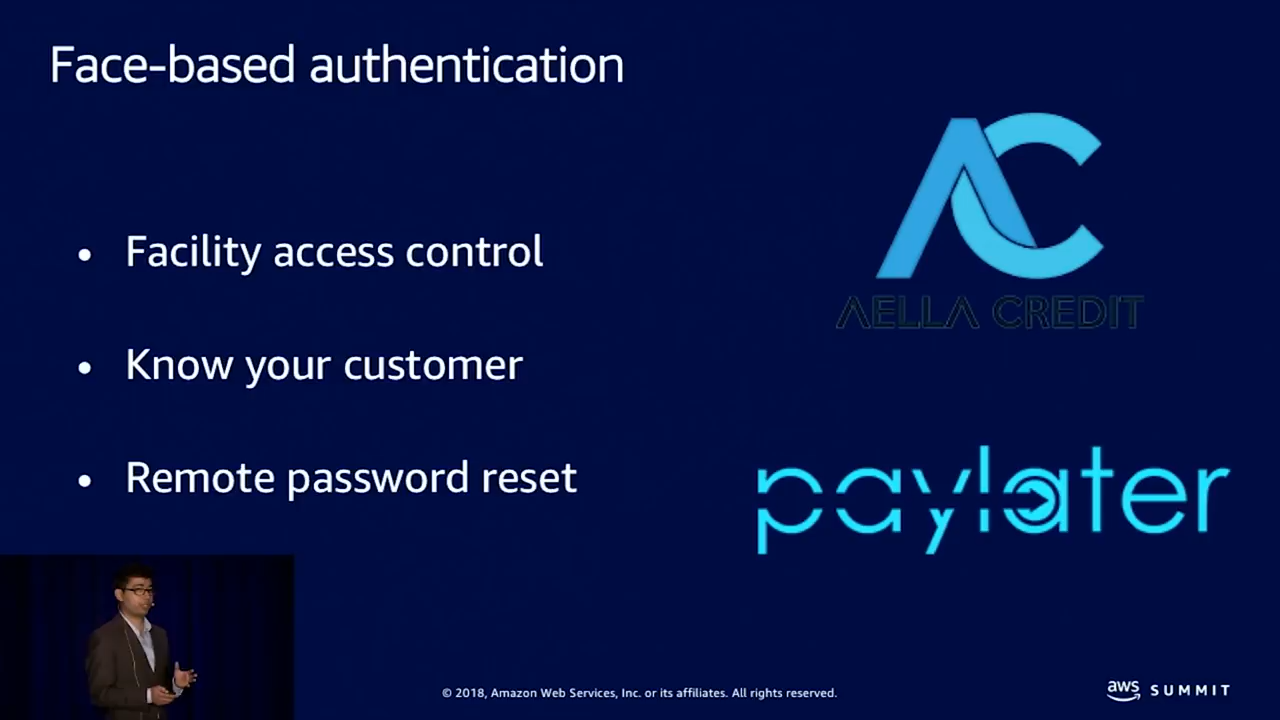 Face-based authentication
• Facility access control
• Know your customer
• Remote password reset
AC
AELLA CREDIT
paylater
© 2018, Amazon Web Services, Inc. or its affiliates. All rights reserved.
aws SUMMIT